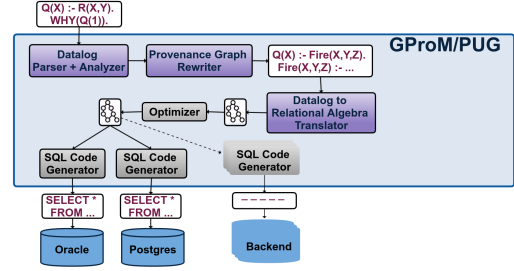 Q(X) :- R(X,Y).
WHY(Q(1)).
GProM/PUG
Datalog
Parser + Analyzer
Provenance Graph
Rewriter
Q(X) :- Fire(X,Y,Z).
Fire(X,Y,Z) :- ...
Optimizer
Datalog to
Relational Algebra
Translator
SQL Code
Generator
SQL Code
Generator
SQL Code
Generator
SELECT *
FROM ...
SELECT *
FROM ...
– – – – –
Oracle
Postgres
Backend